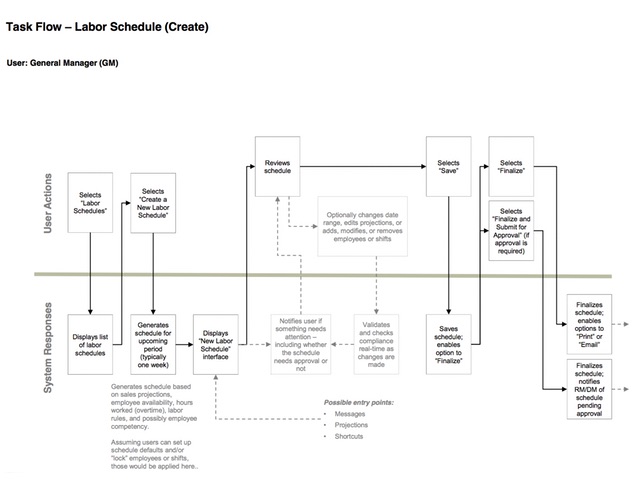 Task Flow – Labor Schedule (Create)
User: General Manager (GM)
User Actions
Selects
"Labor
Schedules"
Selects
"Create a
New Labor
Schedule"
Reviews
schedule
Optionally changes date
range, edits projections, or
adds, modifies, or removes
employees or shifts
Selects
"Save"
Selects
"Finalize"
Selects
"Finalize and
Submit for
Approval" (if
approval is
required)
System Responses
Displays list
of labor
schedules
Generates
schedule for
upcoming
period
(typically
one week)
Displays
"New Labor
Schedule"
interface
Notifies user if
something needs
attention –
including whether
the schedule
needs approval or
not
Validates
and checks
compliance
real-time as
changes are
made
Saves
schedule;
enables
option to
"Finalize"
Finalizes
schedule;
enables
options to
"Print" or
"Email"
Finalizes
schedule;
notifies
RM/DM of
schedule
pending
approval
Generates schedule based
on sales projections,
employee availability, hours
worked (overtime), labor
rules, and possibly employee
competency.
Assuming users can set up
schedule defaults and/or
"lock" employees or shifts,
those would be applied here..
Possible entry points:
• Messages
• Projections
• Shortcuts